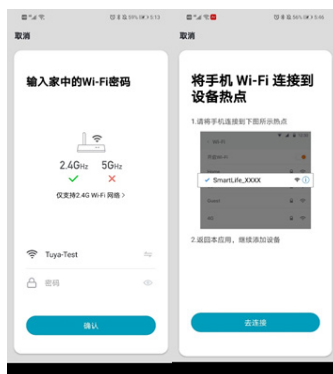 取消
输入家中的Wi-Fi密码
2.4GHz
5GHz
仅支持2.4G Wi-Fi 网络 >
Tuya-Test
密码
确认
取消
将手机 Wi-Fi 连接到
设备热点
1.请将手机连接到下图所示热点
SmartLife_XXXX
2.返回本应用，继续添加设备
去连接